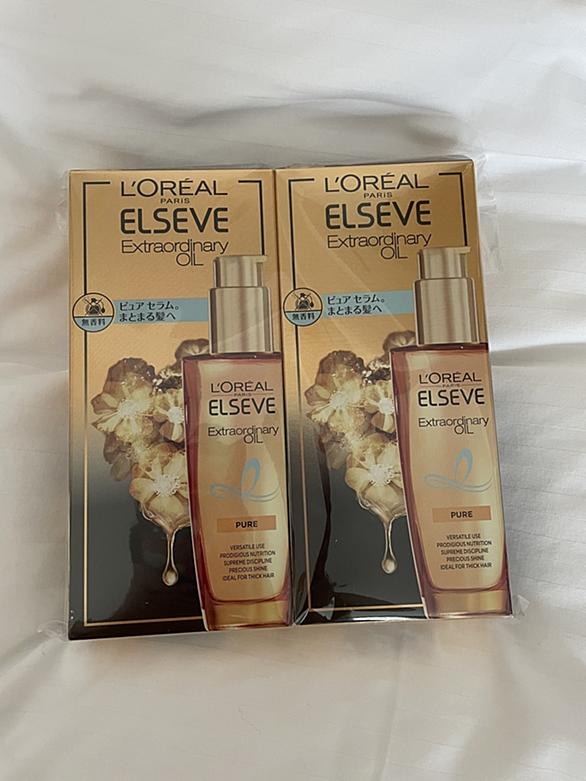 L'ORÉAL
PARIS
ELSEVE
Extraordinary
OIL
無香料
ピュア セラム。
まとまる髪へ
L'ORÉAL
PARIS
ELSEVE
Extraordinary
OIL
PURE
VERSATILE USE
PRODIGIOUS NUTRITION
SUPREME DISCIPLINE
PRECIOUS SHINE
IDEAL FOR THICK HAIR
L'ORÉAL
PARIS
ELSEVE
Extraordinary
OIL
無香料
ピュア セラム。
まとまる髪へ
L'ORÉAL
PARIS
ELSEVE
Extraordinary
OIL
PURE
VERSATILE USE
PRODIGIOUS NUTRITION
SUPREME DISCIPLINE
PRECIOUS SHINE
IDEAL FOR THICK HAIR